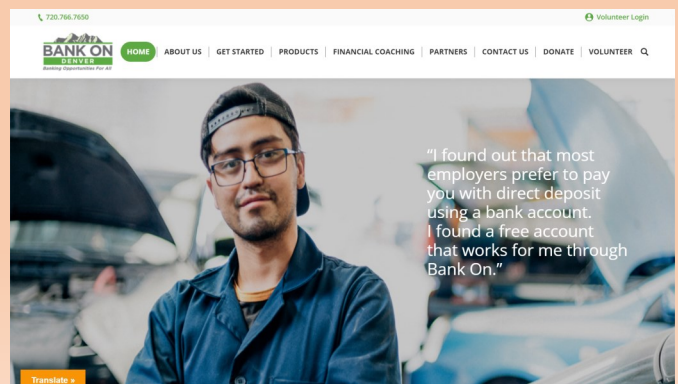 720.766.7650
Volunteer Login
BANK ON
DENVER
Banking Opportunities For All
HOME
ABOUT US
GET STARTED
PRODUCTS
FINANCIAL COACHING
PARTNERS
CONTACT US
DONATE
VOLUNTEER
“I found out that most
employers prefer to pay
you with direct deposit
using a bank account.
I found a free account
that works for me through
Bank On.”
Translate »